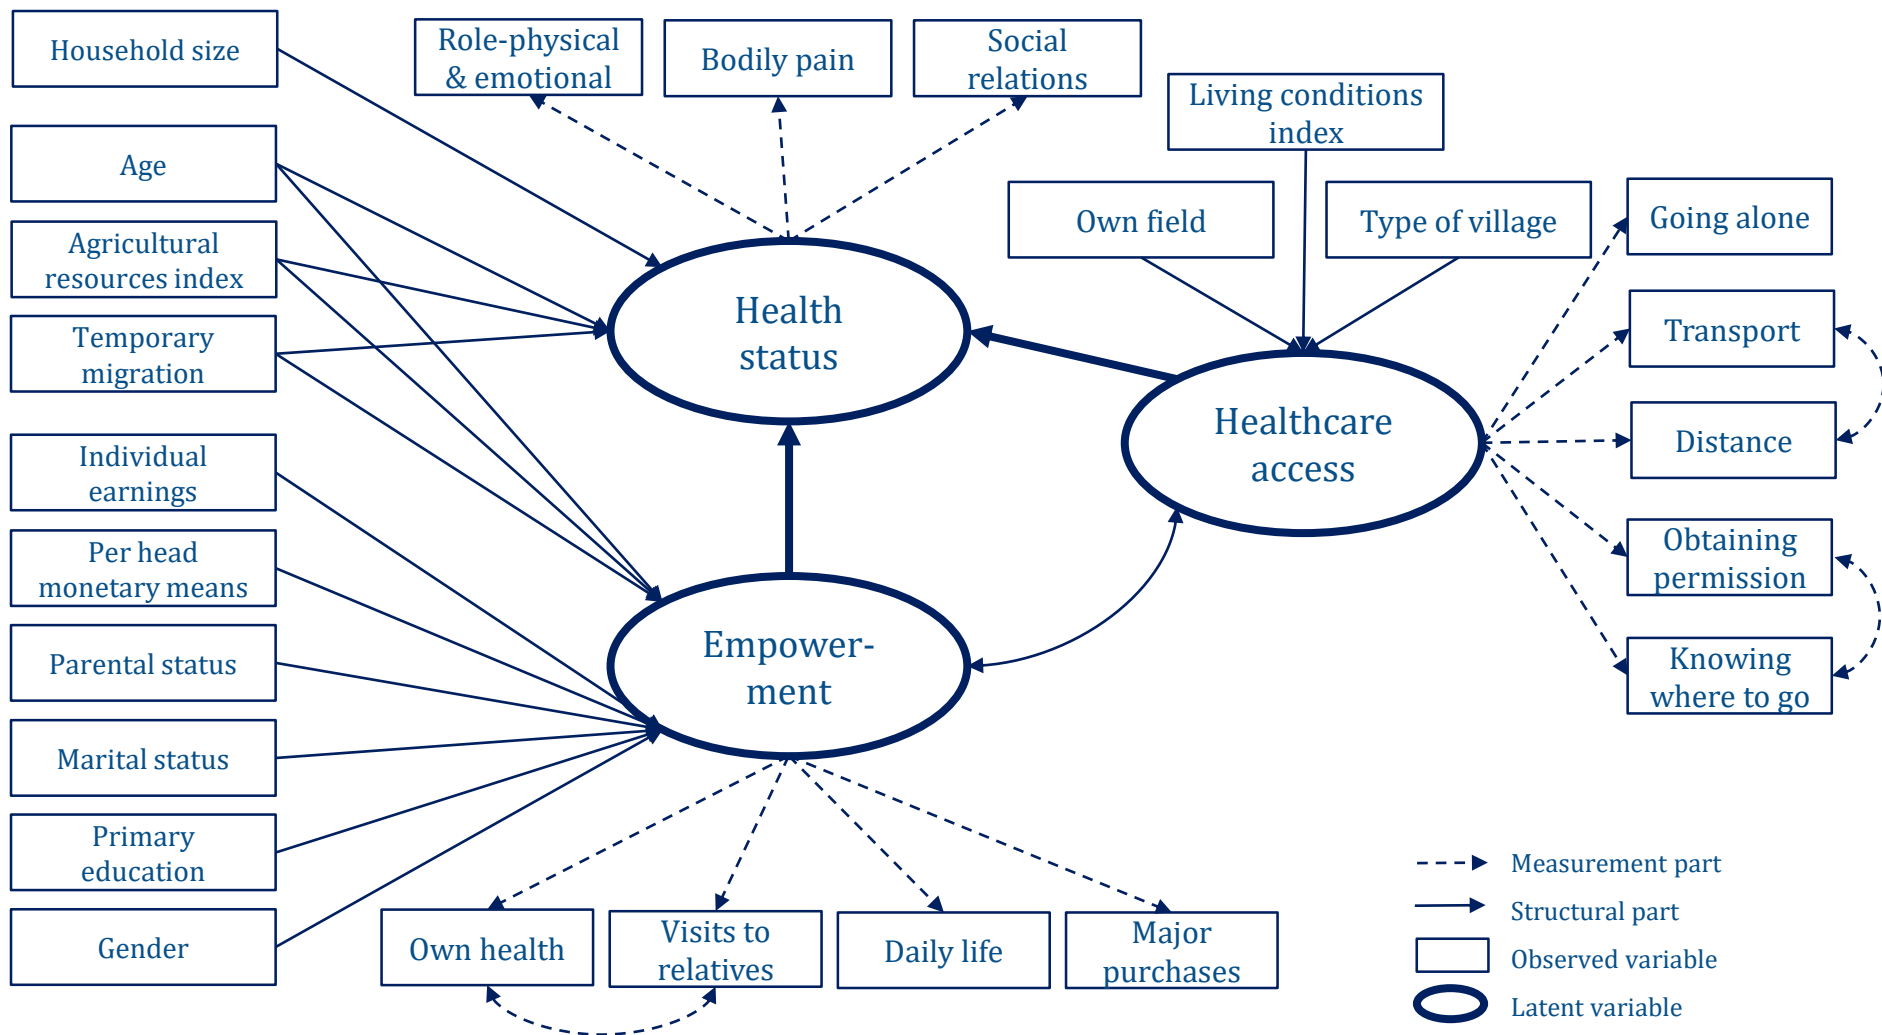 Household size
Role-physical
& emotional
Bodily pain
Social
relations
Living conditions
index
Age
Own field
Type of village
Going alone
Agricultural
resources index
Health
status
Transport
Temporary
migration
Healthcare
access
Distance
Individual
earnings
Per head
monetary means
Obtaining
permission
Parental status
Empower-
ment
Knowing
where to go
Marital status
Primary
education
Gender
Own health
Visits to
relatives
Daily life
Major
purchases
Measurement part
Structural part
Observed variable
Latent variable